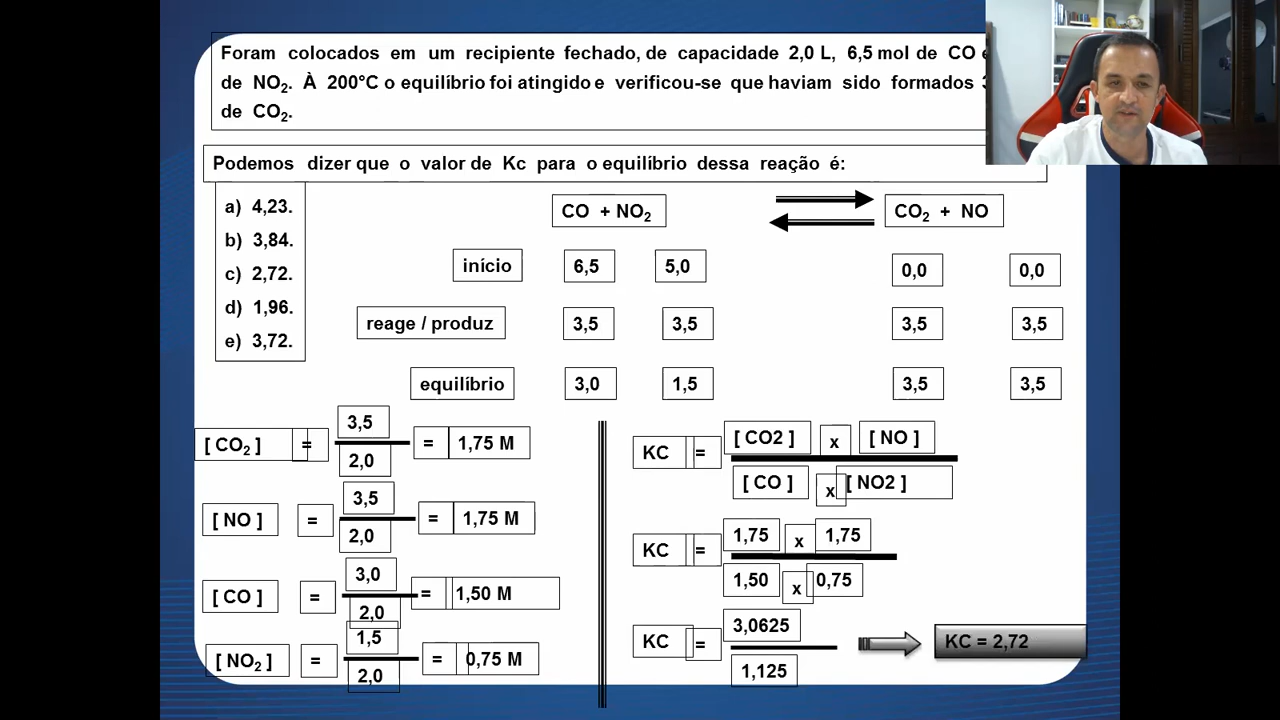 Foram colocados em um recipiente fechado, de capacidade 2,0 L, 6,5 mol de CO
de NO₂. À 200°C o equilíbrio foi atingido e verificou-se que haviam sido formados
de CO₂.
Podemos dizer que o valor de Kc para o equilíbrio dessa reação é:
a) 4,23.
b) 3,84.
c) 2,72.
d) 1,96.
e) 3,72.
CO + NO₂ CO₂ + NO
início 6,5 5,0 0,0 0,0
reage / produz 3,5 3,5 3,5 3,5
equilíbrio 3,0 1,5 3,5 3,5
[ CO₂ ] = 3,5 / 2,0 = 1,75 M
[ NO ] = 3,5 / 2,0 = 1,75 M
[ CO ] = 3,0 / 2,0 = 1,50 M
[ NO₂ ] = 1,5 / 2,0 = 0,75 M
KC = [ CO2 ] x [ NO ] / [ CO ] x [ NO2 ]
KC = 1,75 x 1,75 / 1,50 x 0,75
KC = 3,0625 / 1,125
KC = 2,72